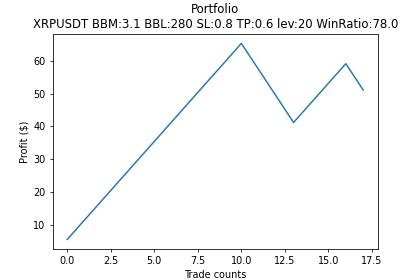 Portfolio
XRPUSDT BBM:3.1 BBL:280 SL:0.8 TP:0.6 lev:20 WinRatio:78.0
Profit ($)
60
50
40
30
20
10
0.0 2.5 5.0 7.5 10.0 12.5 15.0 17.5
Trade counts